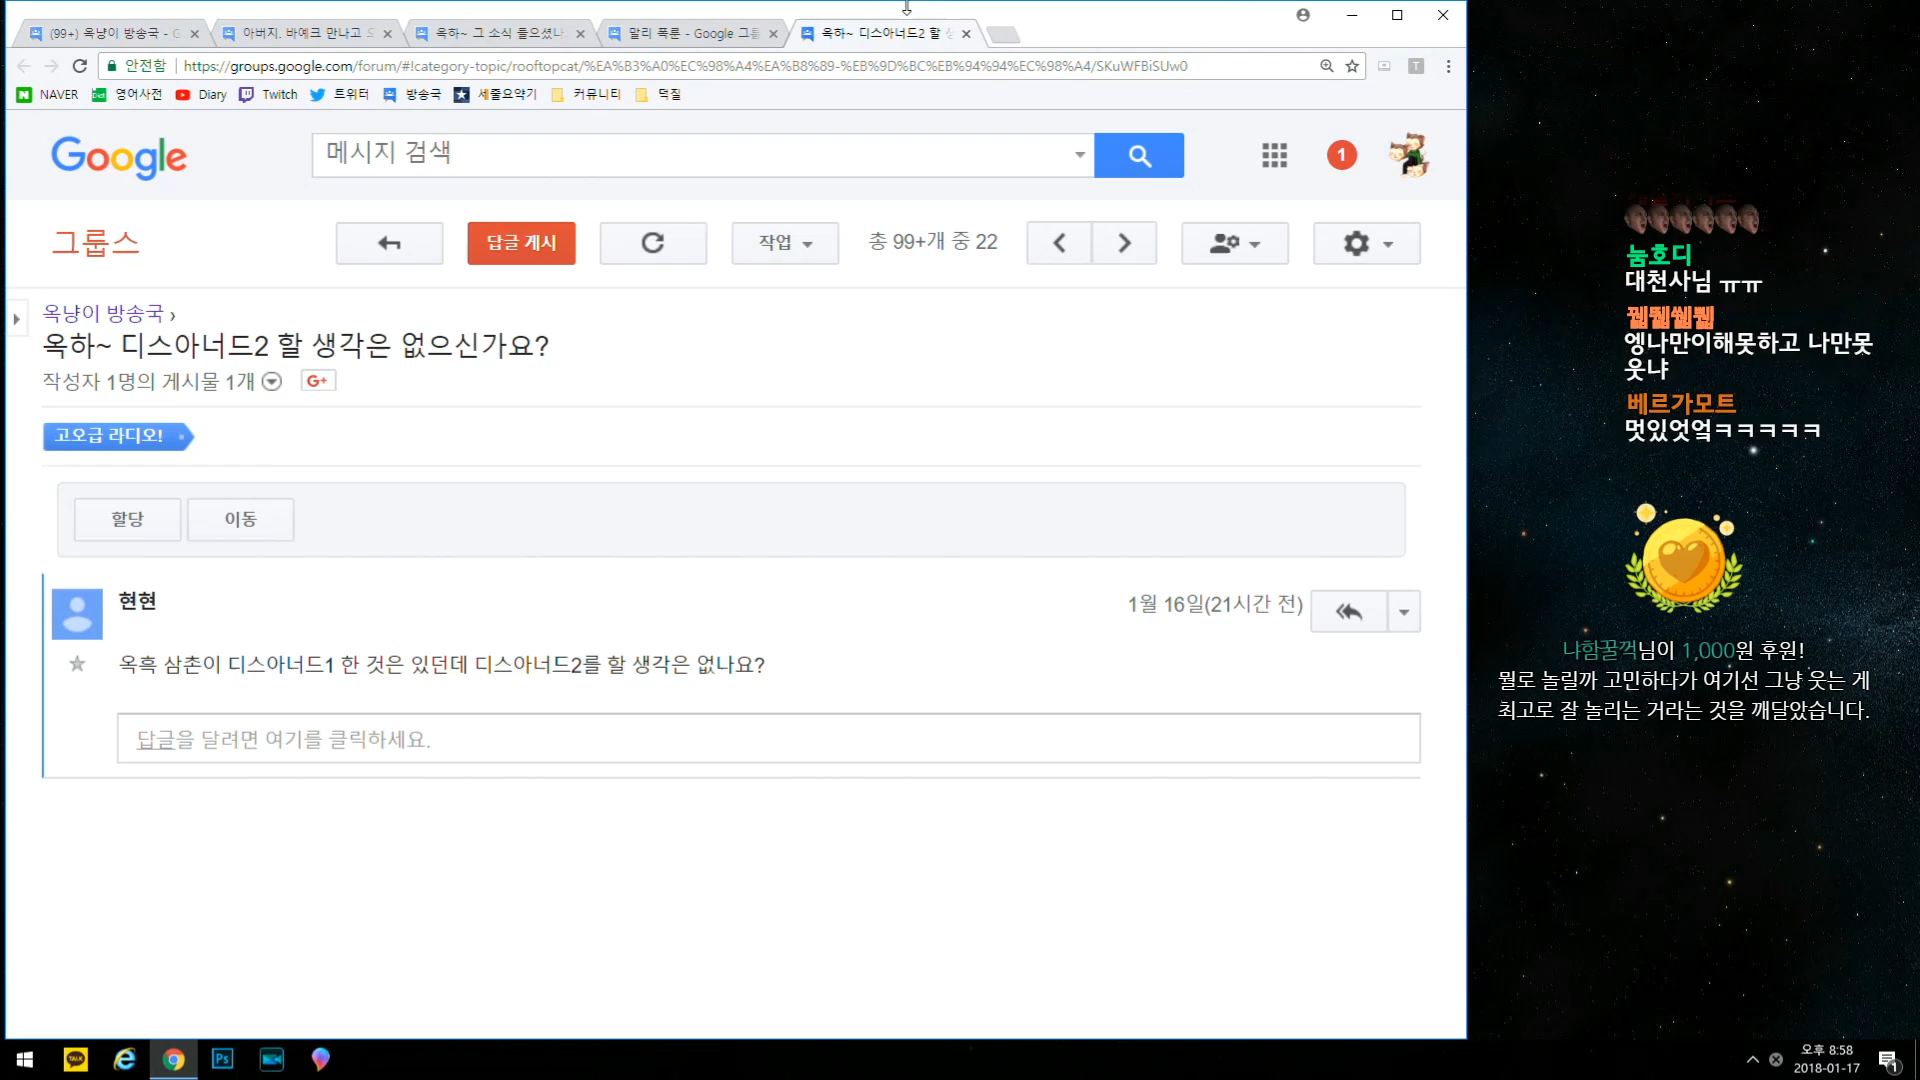 (99+) 옥냥이 방송국 - G
아버지. 바예크 만나고 오
옥하~ 그 소식 들으셨나
말리 폭룬 - Google 그룹
옥하~ 디스아너드2 할 생
안전함
https://groups.google.com/forum/#!category-topic/rooftopcat/%EA%B3%A0%EC%98%A4%EA%B8%89-%EB%9D%BC%EB%94%94%EC%98%A4/SKuWFBiSUw0
NAVER 영어사전 Diary Twitch 트위터 방송국 세줄요약기 커뮤니티 덕질
Google
메시지 검색
1
그룹스
답글 게시
작업
총 99+개 중 22
옥냥이 방송국 ›
옥하~ 디스아너드2 할 생각은 없으신가요?
작성자 1명의 게시물 1개
G+
고오급 라디오!
할당
이동
현현
1월 16일(21시간 전)
옥흑 삼촌이 디스아너드1 한 것은 있던데 디스아너드2를 할 생각은 없나요?
답글을 달려면 여기를 클릭하세요.
눔호디
대천사님 ㅠㅠ
엥나만이해못하고 나만못
웃냐
베르가모트
멋있엇엌ㅋㅋㅋㅋㅋ
냐함꿀꺽님이 1,000원 후원!
뭘로 놀릴까 고민하다가 여기선 그냥 웃는 게
최고로 잘 놀리는 거라는 것을 깨달았습니다.
TALK
Ps
오후 8:58
2018-01-17
1